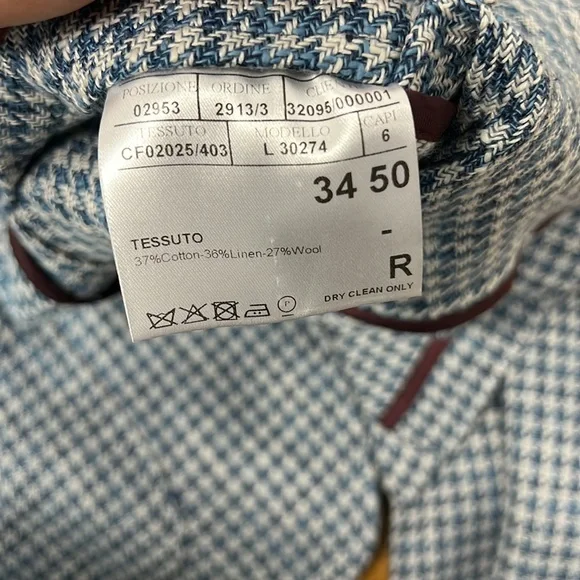 POSIZIONE ORDINE CLIENTE
02953 2913/3 32095/000001
TESSUTO MODELLO CAPI
CF02025/403 L 30274 6
34 50
TESSUTO -
37%Cotton-36%Linen-27%Wool
R
DRY CLEAN ONLY
P